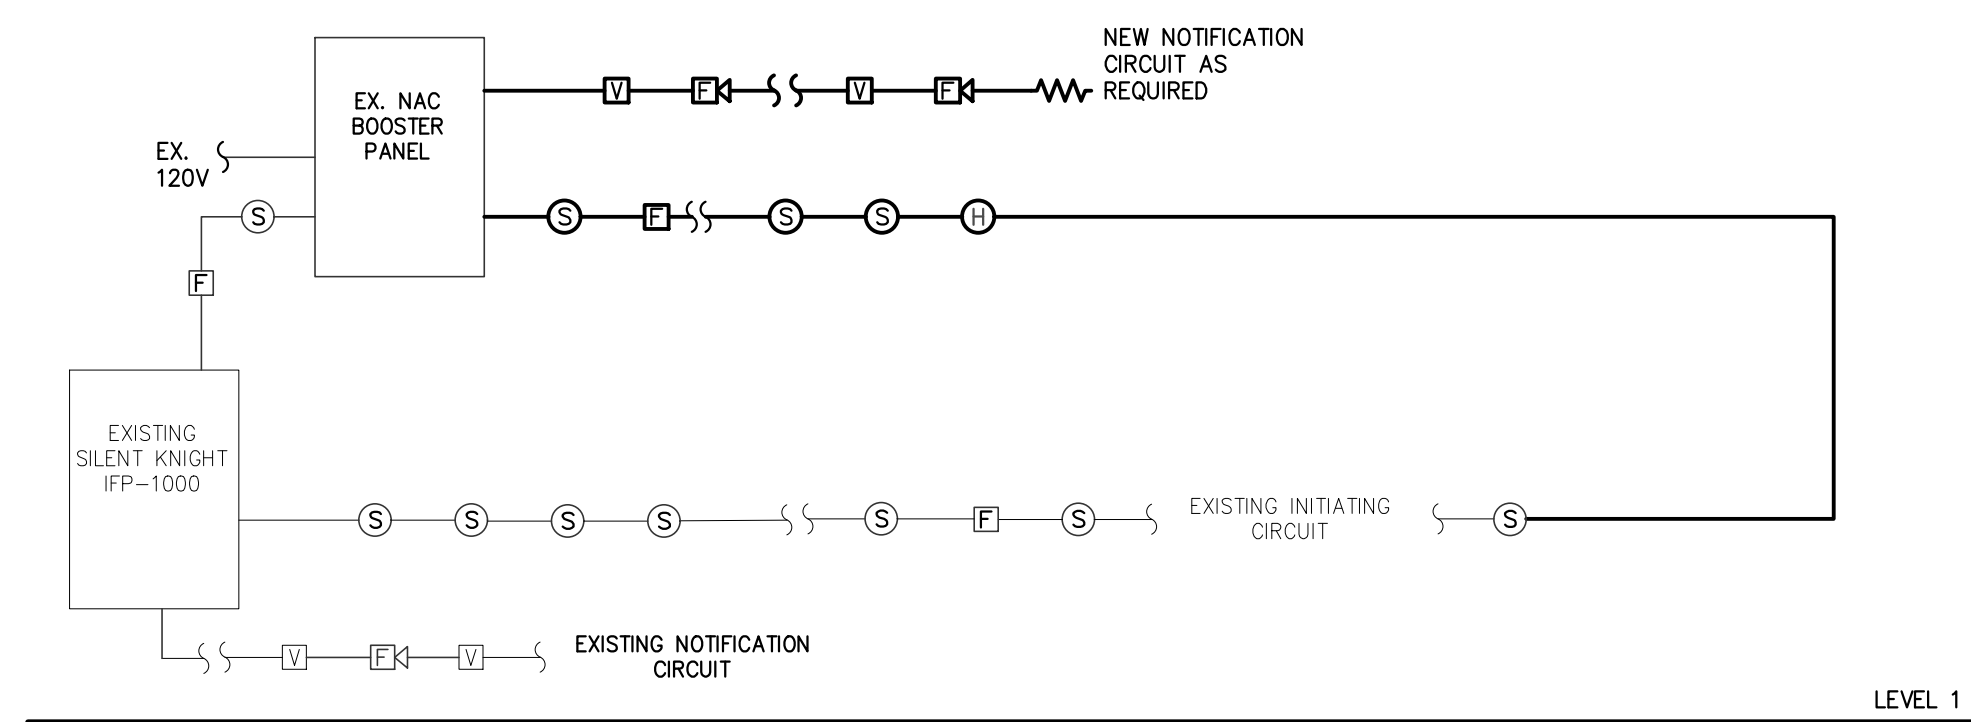 NEW NOTIFICATION
CIRCUIT AS
REQUIRED
V F V F
EX. NAC
BOOSTER
PANEL
EX.
120V
S
S F S S H
F
EXISTING
SILENT KNIGHT
IFP-1000
S S S S S F S
EXISTING INITIATING
CIRCUIT
S
V F V
EXISTING NOTIFICATION
CIRCUIT
LEVEL 1